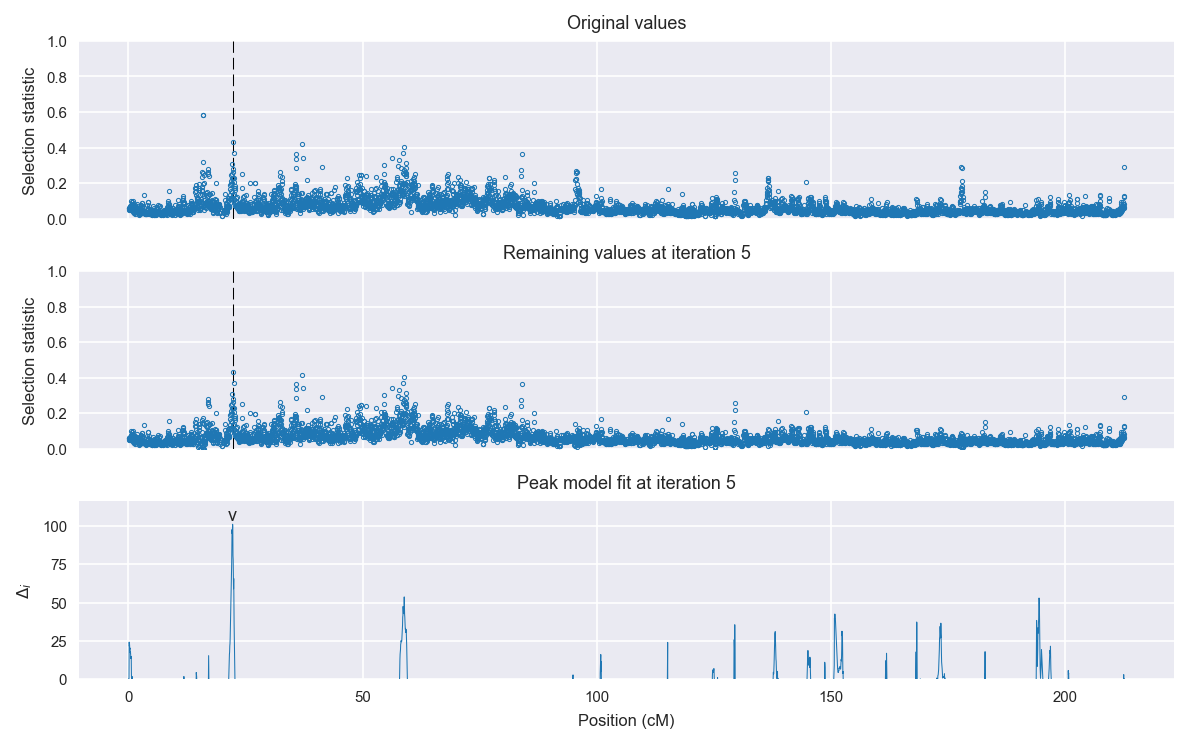 Original values
1.0
0.8
0.6
0.4
0.2
0.0
Selection statistic
Remaining values at iteration 5
1.0
0.8
0.6
0.4
0.2
0.0
Selection statistic
Peak model fit at iteration 5
v
100
75
50
25
0
Δi
0 50 100 150 200
Position (cM)